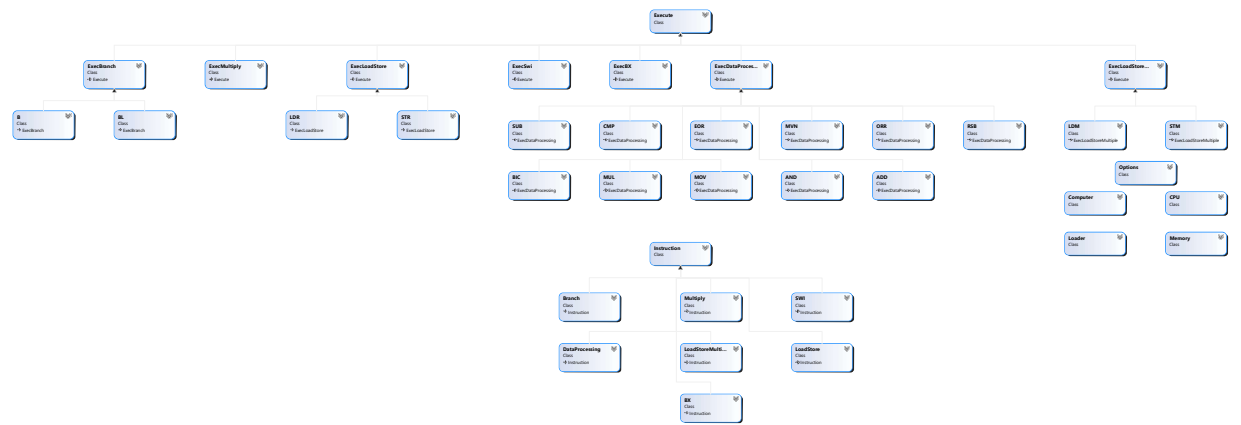 Execute
Class
ExecBranch
Class
Execute
ExecMultiply
Class
Execute
ExecLoadStore
Class
Execute
ExecSwi
Class
Execute
ExecBX
Class
Execute
ExecDataProces...
Class
Execute
ExecLoadStore...
Class
Execute
B
Class
ExecBranch
BL
Class
ExecBranch
LDR
Class
ExecLoadStore
STR
Class
ExecLoadStore
SUB
Class
ExecDataProcessing
CMP
Class
ExecDataProcessing
EOR
Class
ExecDataProcessing
MVN
Class
ExecDataProcessing
ORR
Class
ExecDataProcessing
RSB
Class
ExecDataProcessing
LDM
Class
ExecLoadStoreMultiple
STM
Class
ExecLoadStoreMultiple
BIC
Class
ExecDataProcessing
MUL
Class
ExecDataProcessing
MOV
Class
ExecDataProcessing
AND
Class
ExecDataProcessing
ADD
Class
ExecDataProcessing
Options
Class
Computer
Class
CPU
Class
Loader
Class
Memory
Class
Instruction
Class
Branch
Class
Instruction
Multiply
Class
Instruction
SWI
Class
Instruction
DataProcessing
Class
Instruction
LoadStoreMulti...
Class
Instruction
LoadStore
Class
Instruction
BX
Class
Instruction